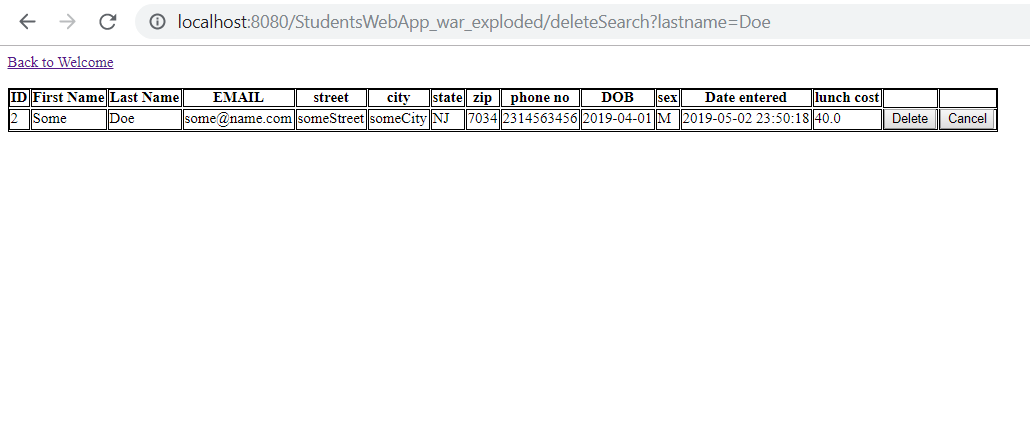 localhost:8080/StudentsWebApp_war_exploded/deleteSearch?lastname=Doe
Back to Welcome
ID First Name Last Name EMAIL street city state zip phone no DOB sex Date entered lunch cost
2 Some Doe some@name.com someStreet someCity NJ 7034 2314563456 2019-04-01 M 2019-05-02 23:50:18 40.0 Delete Cancel